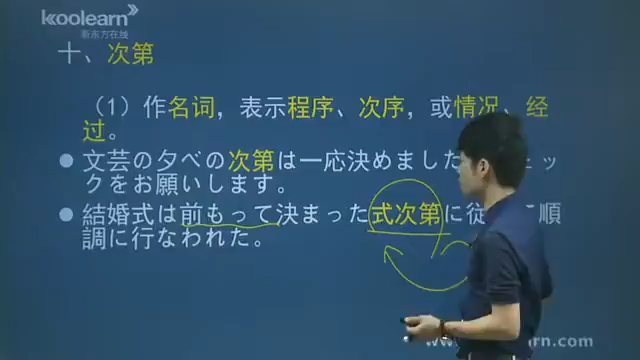 koolearn
新东方在线
十、次第
（1）作名词，表示程序、次序，或情况、经
过。
● 文芸の夕べの次第は一応決めました ェッ
クをお願いします。
● 結婚式は前もって決まった式次第に従 順
調に行なわれた。